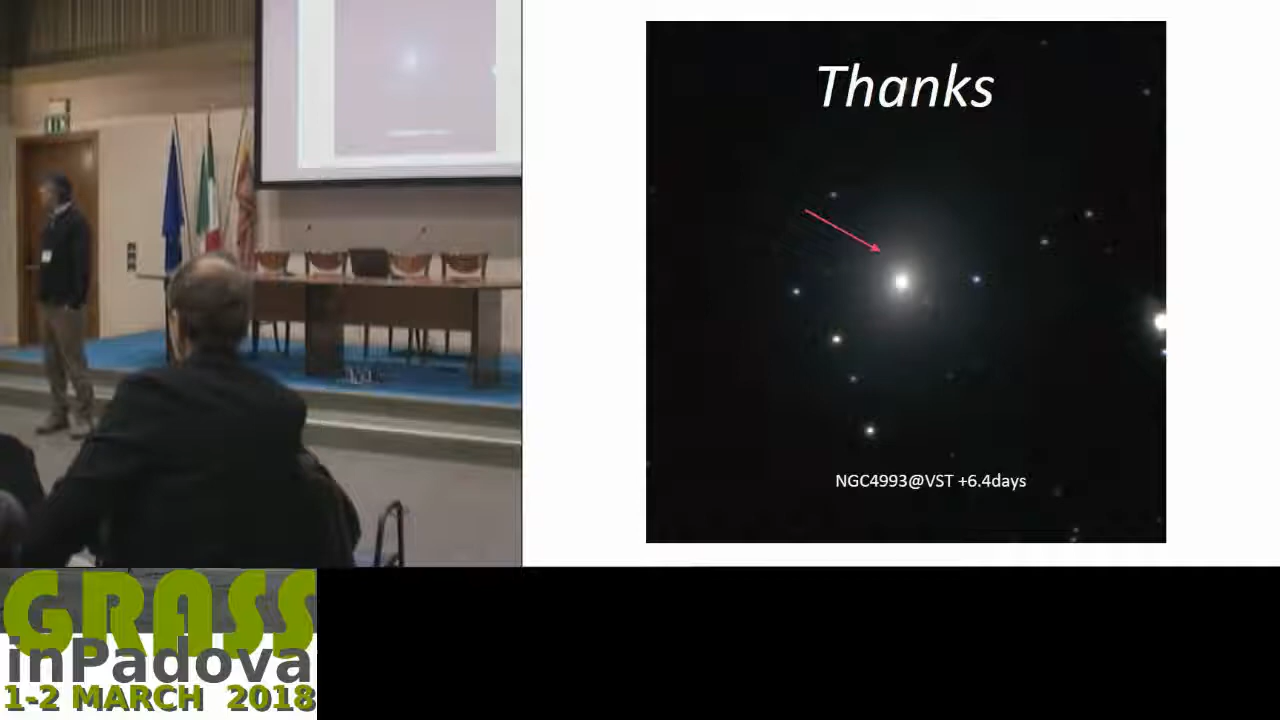 Thanks
NGC4993@VST +6.4days
GRASS
inPadova
1-2 MARCH 2018